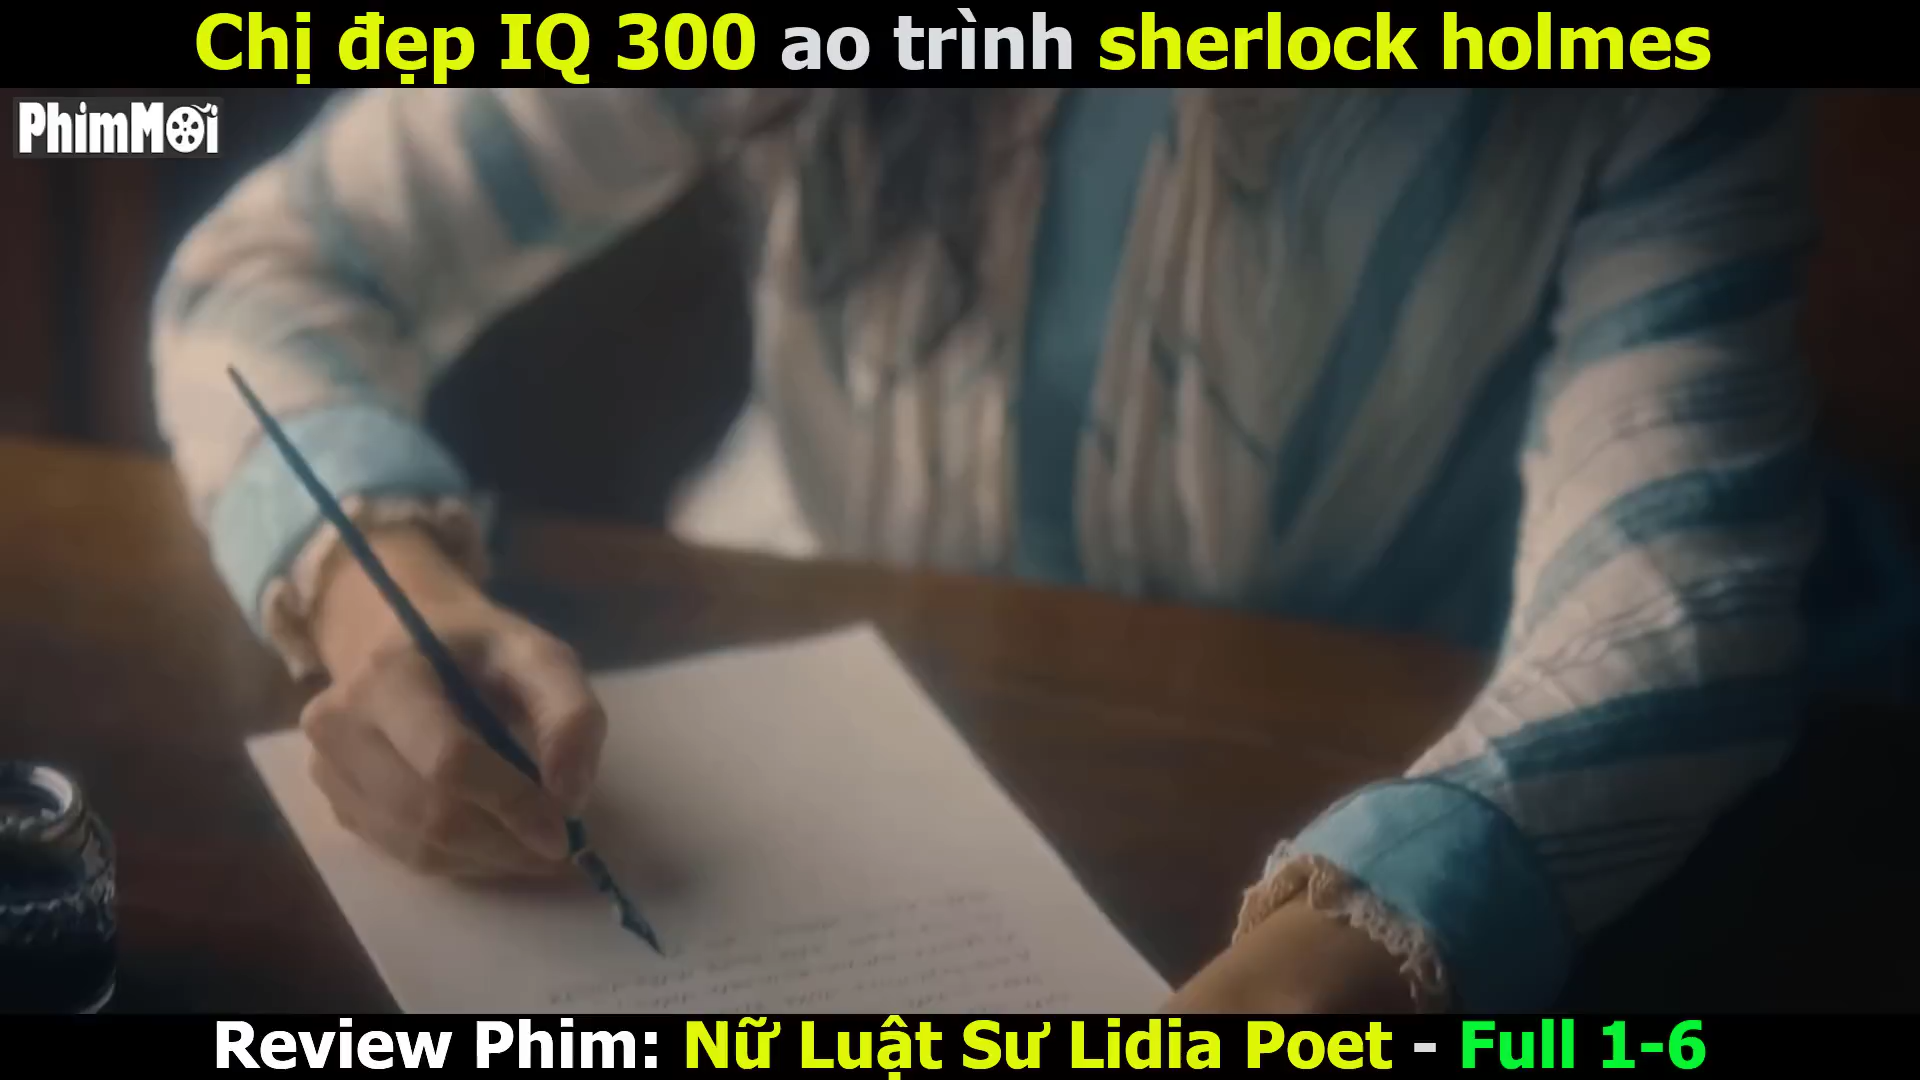 Chị đẹp IQ 300 ao trình sherlock holmes
PhimMới
Review Phim: Nữ Luật Sư Lidia Poet - Full 1-6